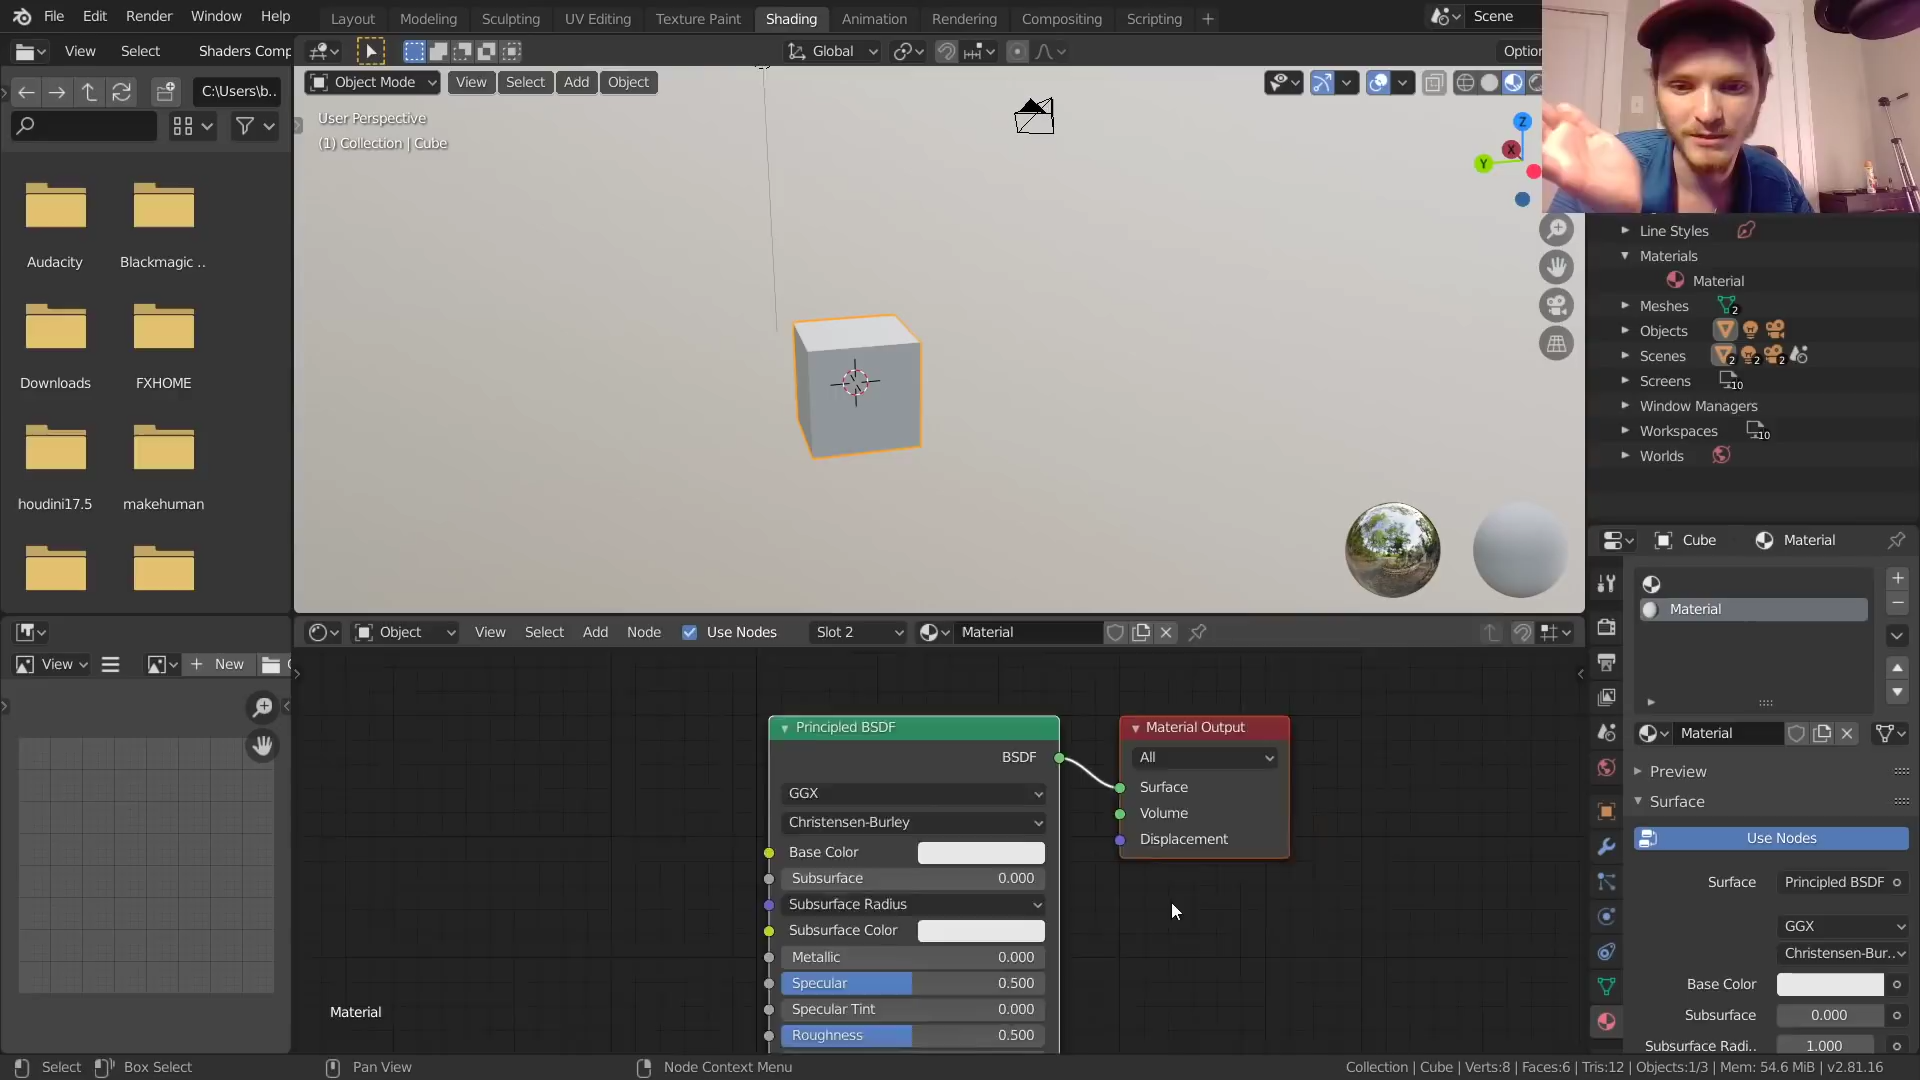 File Edit Render Window Help
Layout Modeling Sculpting UV Editing Texture Paint Shading Animation Rendering Compositing Scripting +
Scene
View Select Shaders Comp
Global
Optio
C:\Users\b..
Object Mode View Select Add Object
User Perspective
(1) Collection | Cube
Z
X
Y
Audacity
Blackmagic ..
Downloads
FXHOME
houdini17.5
makehuman
Line Styles
Materials
Material
Meshes 2
Objects
Scenes 2 2 2
Screens 10
Window Managers
Workspaces 10
Worlds
Cube Material
Material
Material
Preview
Surface
Use Nodes
Surface Principled BSDF
GGX
Christensen-Bur..
Base Color
Subsurface 0.000
Subsurface Radi.. 1.000
View + New
Object View Select Add Node Use Nodes Slot 2 Material
Principled BSDF
BSDF
GGX
Christensen-Burley
Base Color
Subsurface 0.000
Subsurface Radius
Subsurface Color
Metallic 0.000
Specular 0.500
Specular Tint 0.000
Roughness 0.500
Material Output
All
Surface
Volume
Displacement
Material
Select Box Select Pan View Node Context Menu
Collection | Cube | Verts:8 | Faces:6 | Tris:12 | Objects:1/3 | Mem: 54.6 MiB | v2.81.16